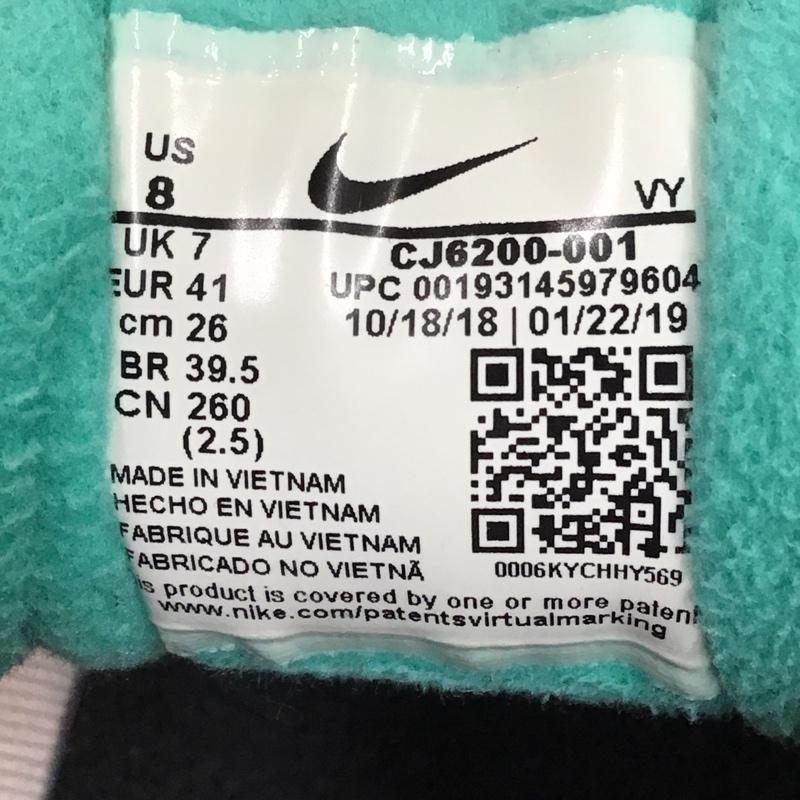 US
8
VY
UK 7
CJ6200-001
EUR 41
UPC 00193145979604
cm 26
10/18/18 | 01/22/19
BR 39.5
CN 260
(2.5)
MADE IN VIETNAM
HECHO EN VIETNAM
FABRIQUE AU VIETNAM
FABRICADO NO VIETNÃ
0006KYCHHY569
is product is covered by one or more patent
www.nike.com/patentsvirtualmarking